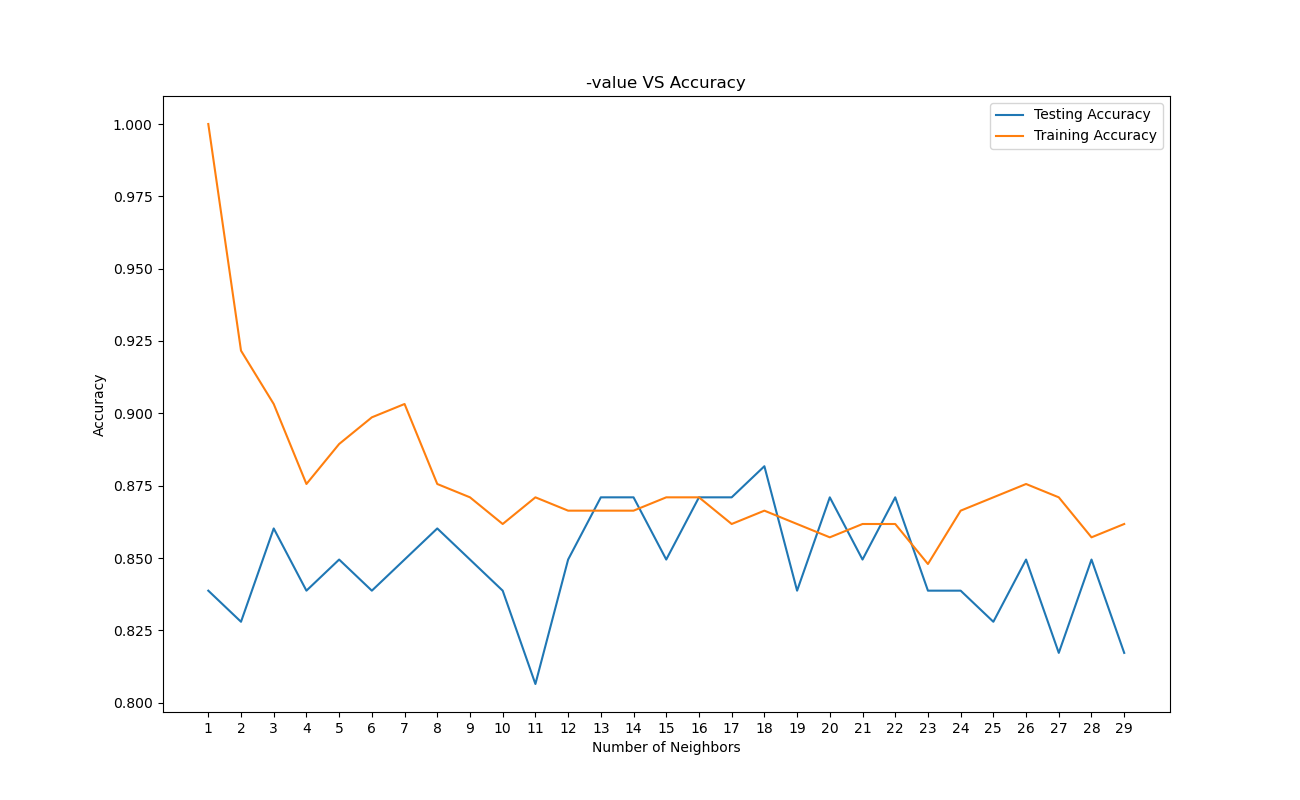 -value VS Accuracy
Testing Accuracy
Training Accuracy
1.000
0.975
0.950
0.925
0.900
0.875
0.850
0.825
0.800
Accuracy
1 2 3 4 5 6 7 8 9 10 11 12 13 14 15 16 17 18 19 20 21 22 23 24 25 26 27 28 29
Number of Neighbors